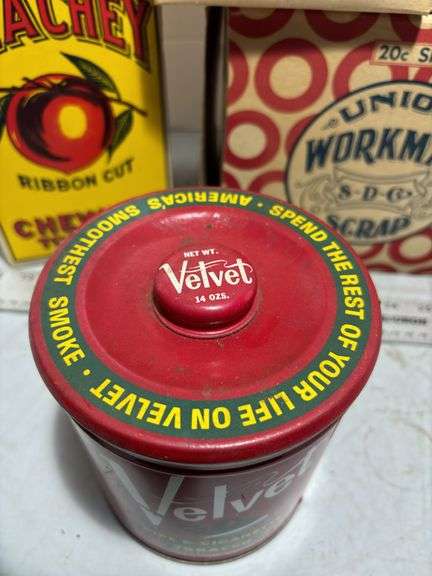 ACHEY
RIBBON CUT
CHEW
20c
UNIO
WORKM
S·D·Co
SCRAP
SPEND THE REST OF YOUR LIFE ON VELVET · AMERICA'S SMOOTHEST SMOKE ·
NET WT.
Velvet
14 OZS.
Velvet